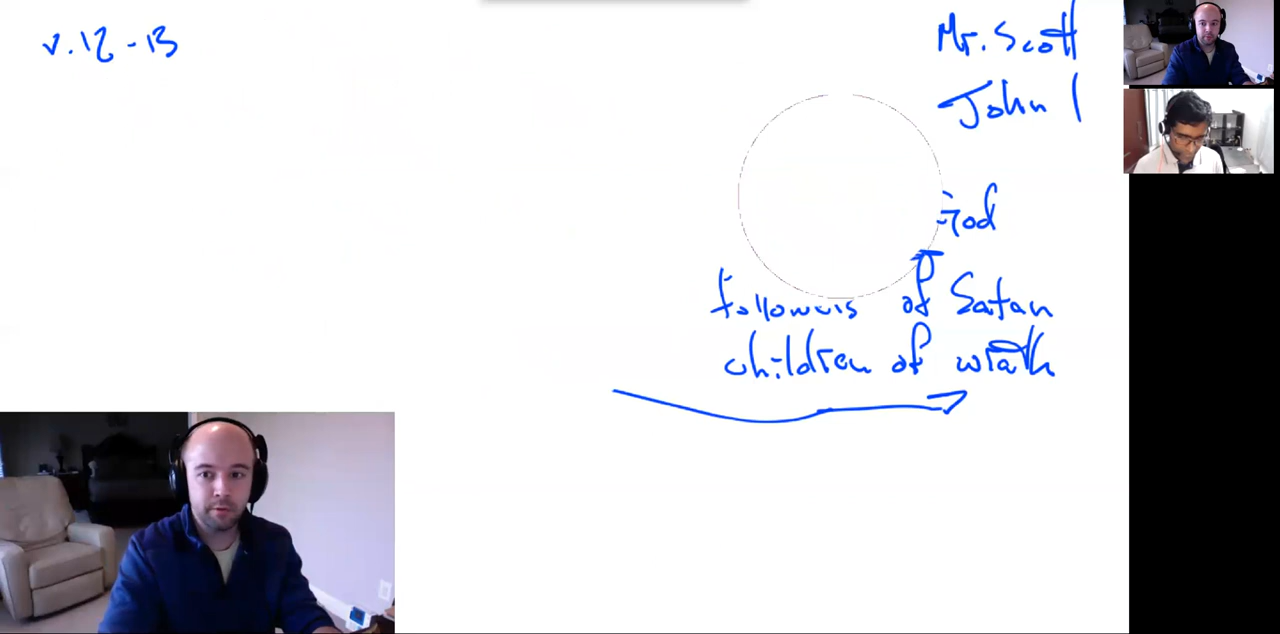 v.12-13
Mr. Scott
John 1
God
followers of Satan
children of wrath